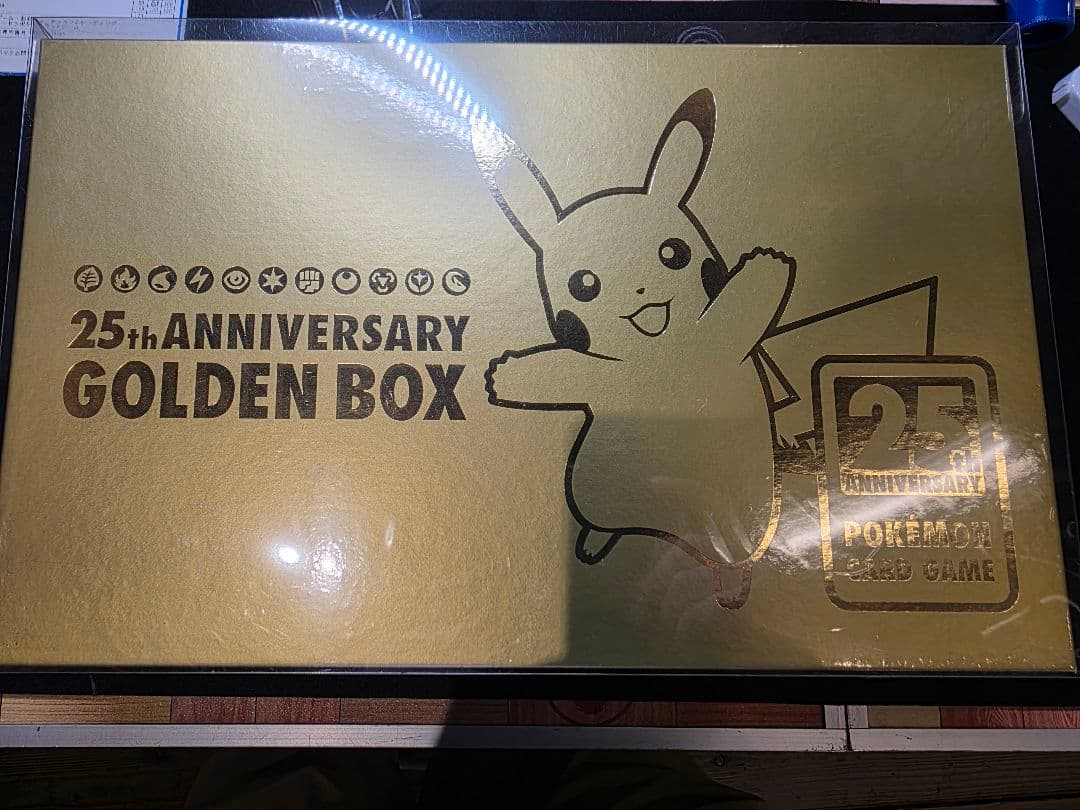 25th ANNIVERSARY
GOLDEN BOX
25th
ANNIVERSARY
POKÉMON
CARD GAME